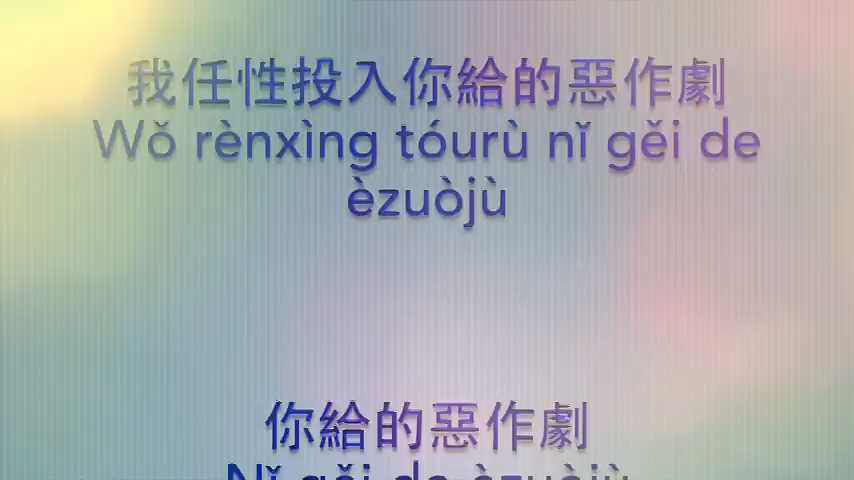 我任性投入你給的惡作劇
Wǒ rènxìng tóurù nǐ gěi de
èzuòjù
你給的惡作劇
Nǐ gěi de èzuòjù